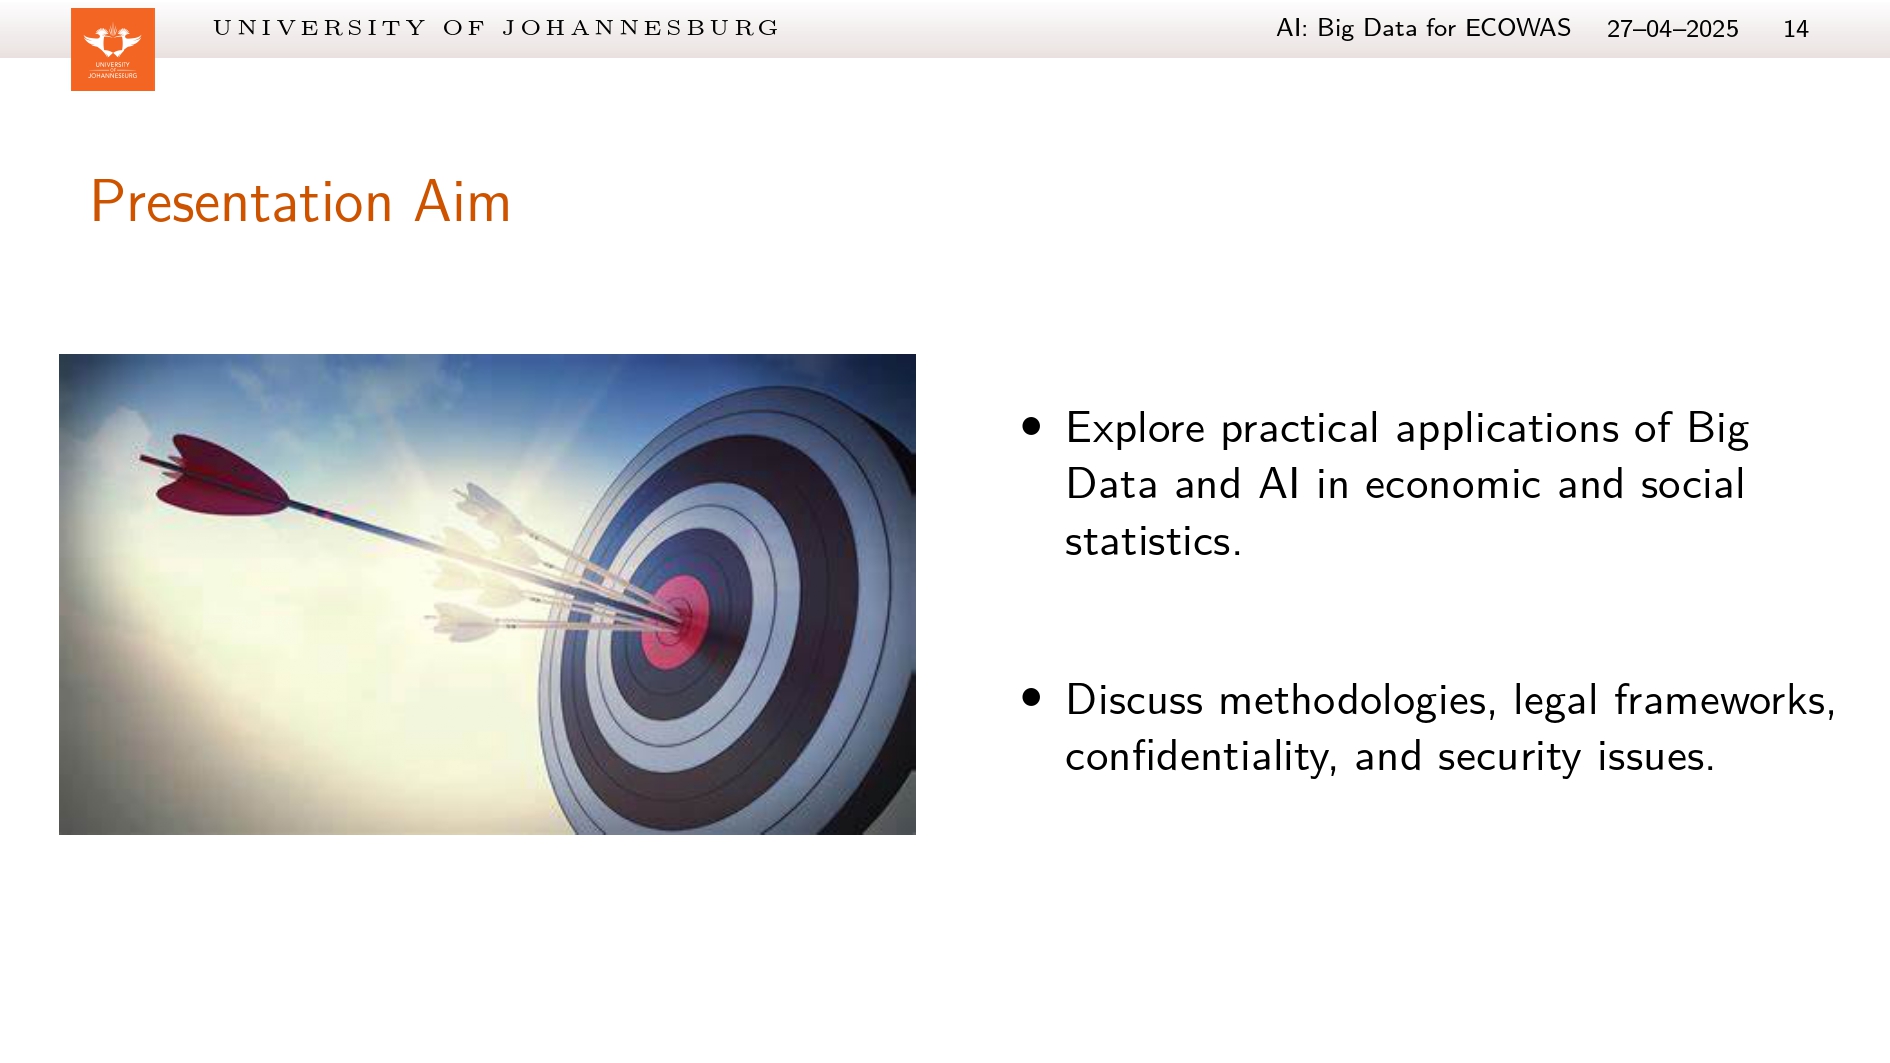 UNIVERSITY OF JOHANNESBURG
AI: Big Data for ECOWAS 27–04–2025 14
UNIVERSITY
OF
JOHANNESBURG
Presentation Aim
• Explore practical applications of Big
Data and AI in economic and social
statistics.
• Discuss methodologies, legal frameworks,
confidentiality, and security issues.